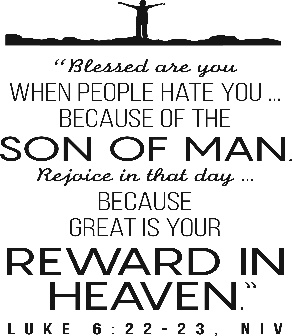 “Blessed are you
WHEN PEOPLE HATE YOU ...
BECAUSE OF THE
SON OF MAN.
Rejoice in that day ...
BECAUSE
GREAT IS YOUR
REWARD IN
HEAVEN.“
LUKE 6:22-23, NIV